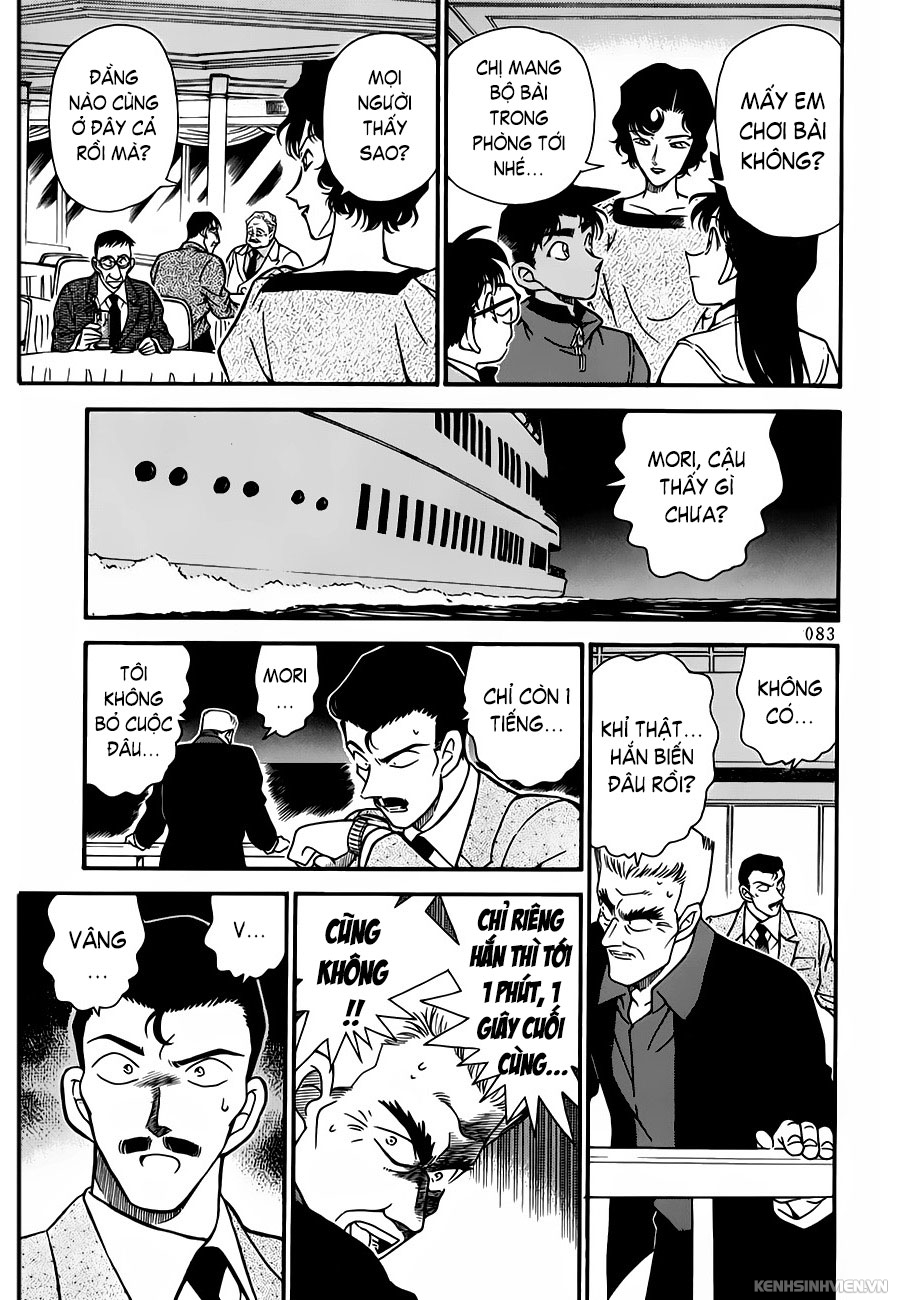 MẤY EM
CHƠI BÀI
KHÔNG?
CHỊ MANG
BỘ BÀI
TRONG
PHÒNG TỚI
NHÉ...
MỌI
NGƯỜI
THẤY
SAO?
ĐẰNG
NÀO CŨNG
Ở ĐÂY CẢ
RỒI MÀ?
MORI, CẬU
THẤY GÌ
CHƯA?
083
KHÔNG
CÓ...
KHỈ THẬT...
HẮN BIẾN
ĐÂU RỒI?
CHỈ CÒN 1
TIẾNG...
MORI
...
TÔI
KHÔNG
BỎ CUỘC
ĐÂU...
CHỈ RIÊNG
HẮN THÌ TỚI
1 PHÚT, 1
GIÂY CUỐI
CÙNG...
CŨNG
KHÔNG
!!
V...
VÂNG
...
KENHSINHVIEN.VN